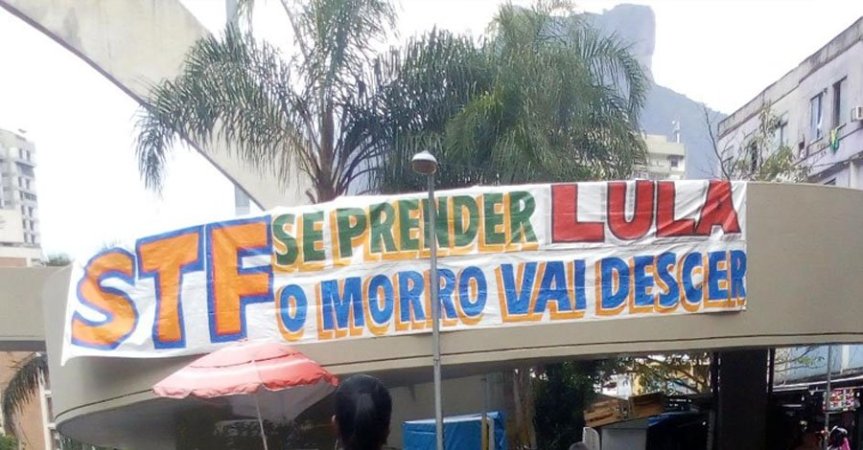 STF
SE PRENDER LULA
O MORRO VAI DESCER